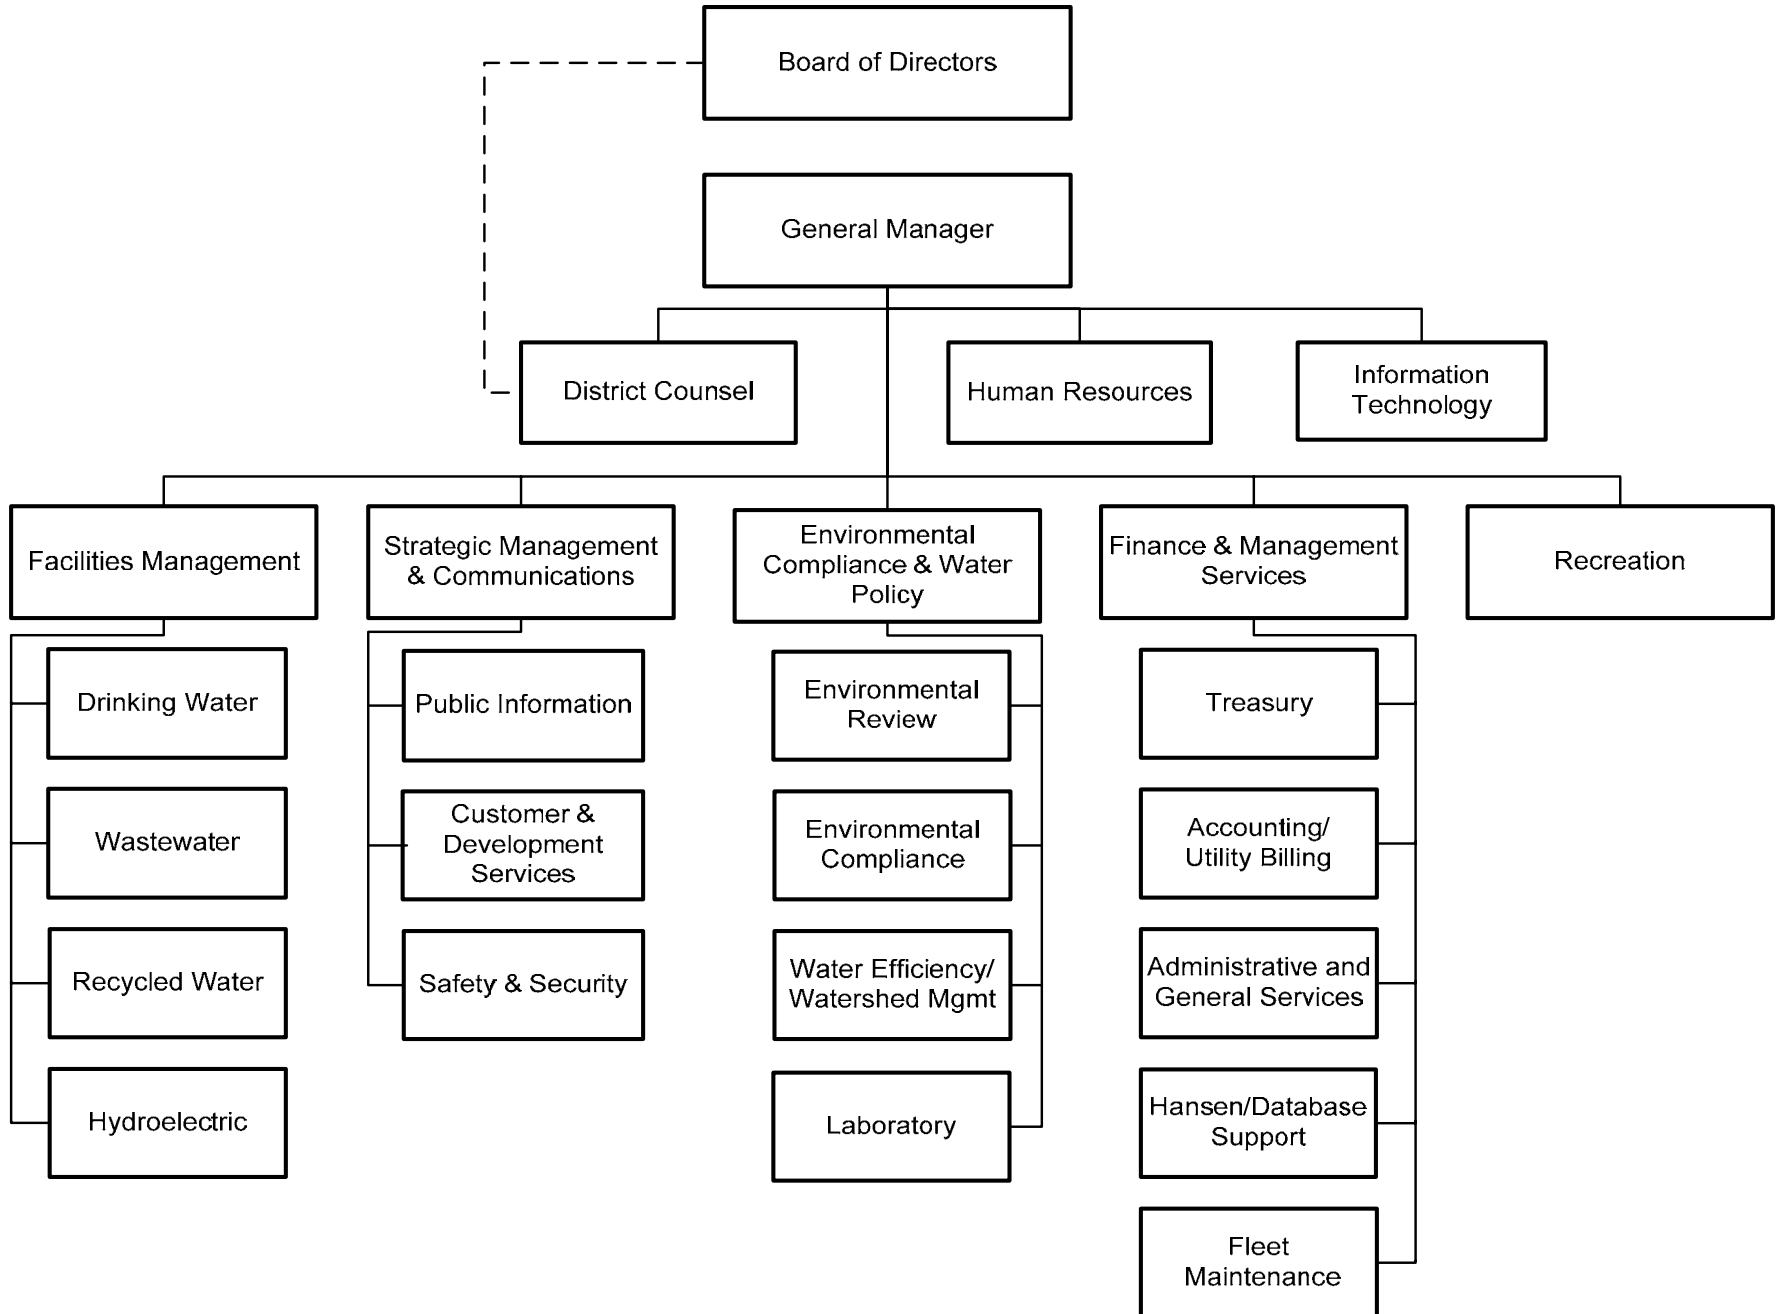 Board of Directors
General Manager
District Counsel
Human Resources
Information
Technology
Facilities Management
Strategic Management
& Communications
Environmental
Compliance & Water
Policy
Finance & Management
Services
Recreation
Drinking Water
Wastewater
Recycled Water
Hydroelectric
Public Information
Customer &
Development
Services
Safety & Security
Environmental
Review
Environmental
Compliance
Water Efficiency/
Watershed Mgmt
Laboratory
Treasury
Accounting/
Utility Billing
Administrative and
General Services
Hansen/Database
Support
Fleet
Maintenance